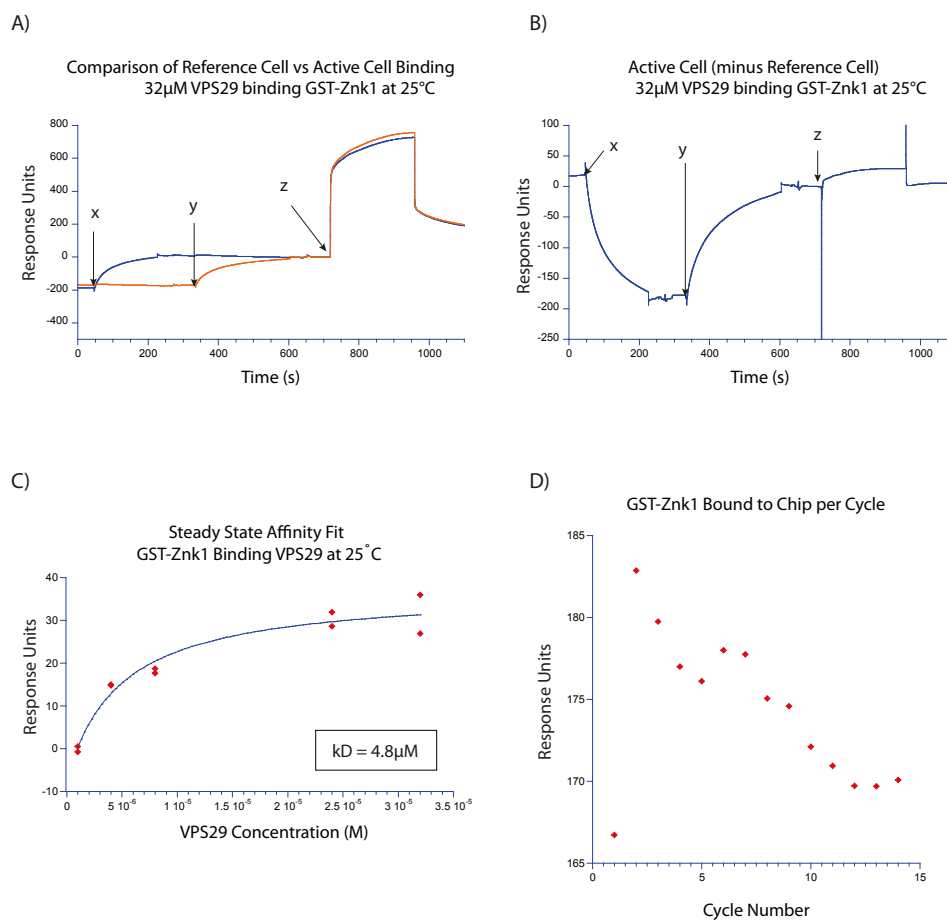 A)
Comparison of Reference Cell vs Active Cell Binding
32µM VPS29 binding GST-Znk1 at 25°C
800
600
400
200
0
-200
-400
0
200
400
600
800
1000
Response Units
Time (s)
x
y
z
B)
Active Cell (minus Reference Cell)
32µM VPS29 binding GST-Znk1 at 25°C
100
50
0
-50
-100
-150
-200
-250
0
200
400
600
800
1000
Response Units
Time (s)
x
y
z
C)
Steady State Affinity Fit
GST-Znk1 Binding VPS29 at 25°C
40
30
20
10
0
-10
0
5 10⁻⁶
1 10⁻⁵
1.5 10⁻⁵
2 10⁻⁵
2.5 10⁻⁵
3 10⁻⁵
3.5 10⁻⁵
Response Units
VPS29 Concentration (M)
kD = 4.8µM
D)
GST-Znk1 Bound to Chip per Cycle
185
180
175
170
165
0
5
10
15
Response Units
Cycle Number